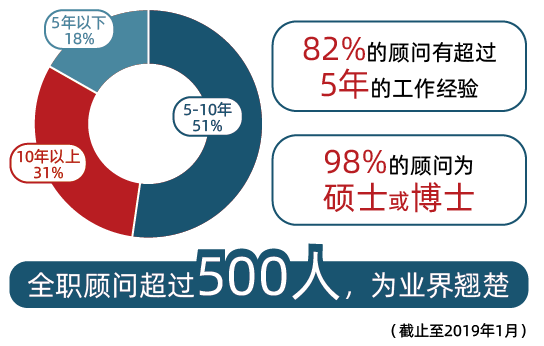 5年以下
18%
5-10年
51%
10年以上
31%
82%的顾问有超过
5年的工作经验
98%的顾问为
硕士或博士
全职顾问超过500人，为业界翘楚
（截止至2019年1月）